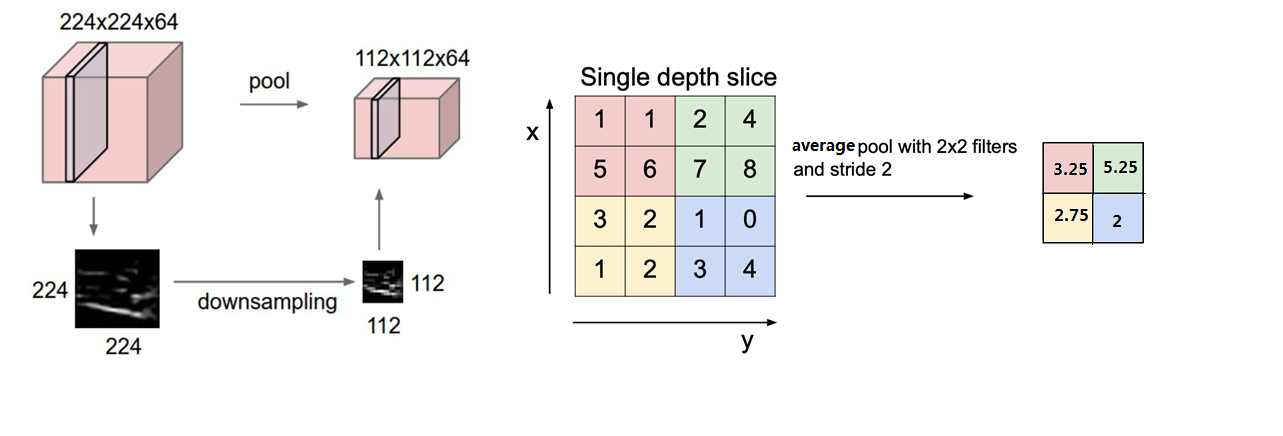 224x224x64
pool
112x112x64
224
224
downsampling
112
112
Single depth slice
x
1 1 2 4
5 6 7 8
3 2 1 0
1 2 3 4
y
average pool with 2x2 filters
and stride 2
3.25 5.25
2.75 2